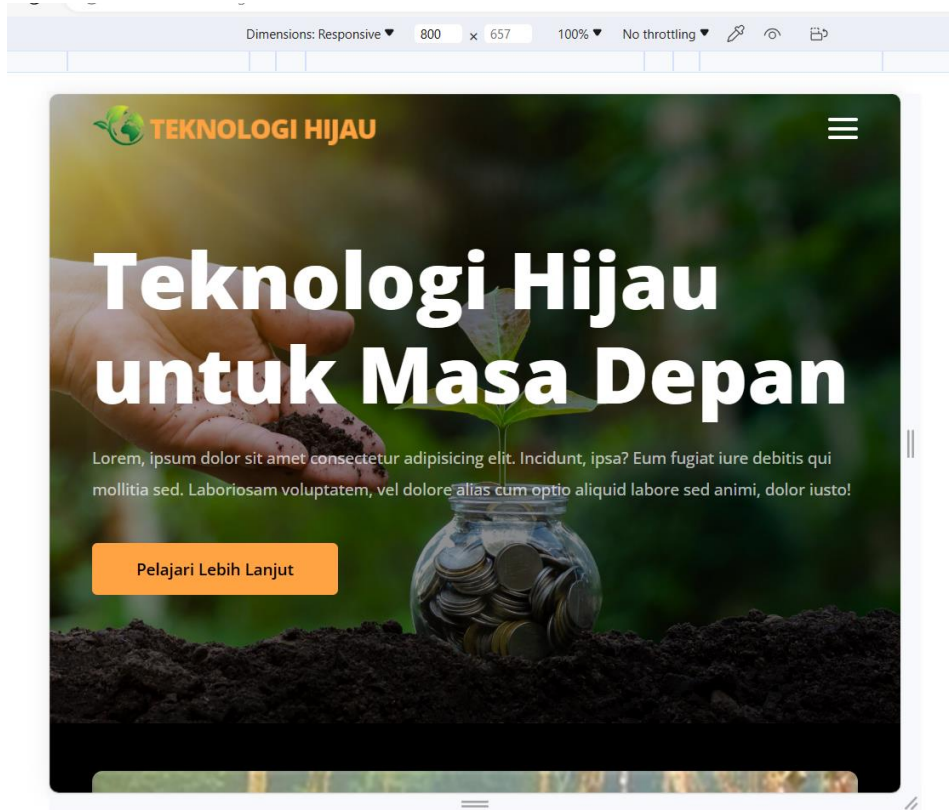 Dimensions: Responsive ▼ 800 × 657 100% ▼ No throttling ▼
TEKNOLOGI HIJAU
Teknologi Hijau
untuk Masa Depan
Lorem, ipsum dolor sit amet consectetur adipisicing elit. Incidunt, ipsa? Eum fugiat iure debitis qui
mollitia sed. Laboriosam voluptatem, vel dolore alias cum optio aliquid labore sed animi, dolor iusto!
Pelajari Lebih Lanjut